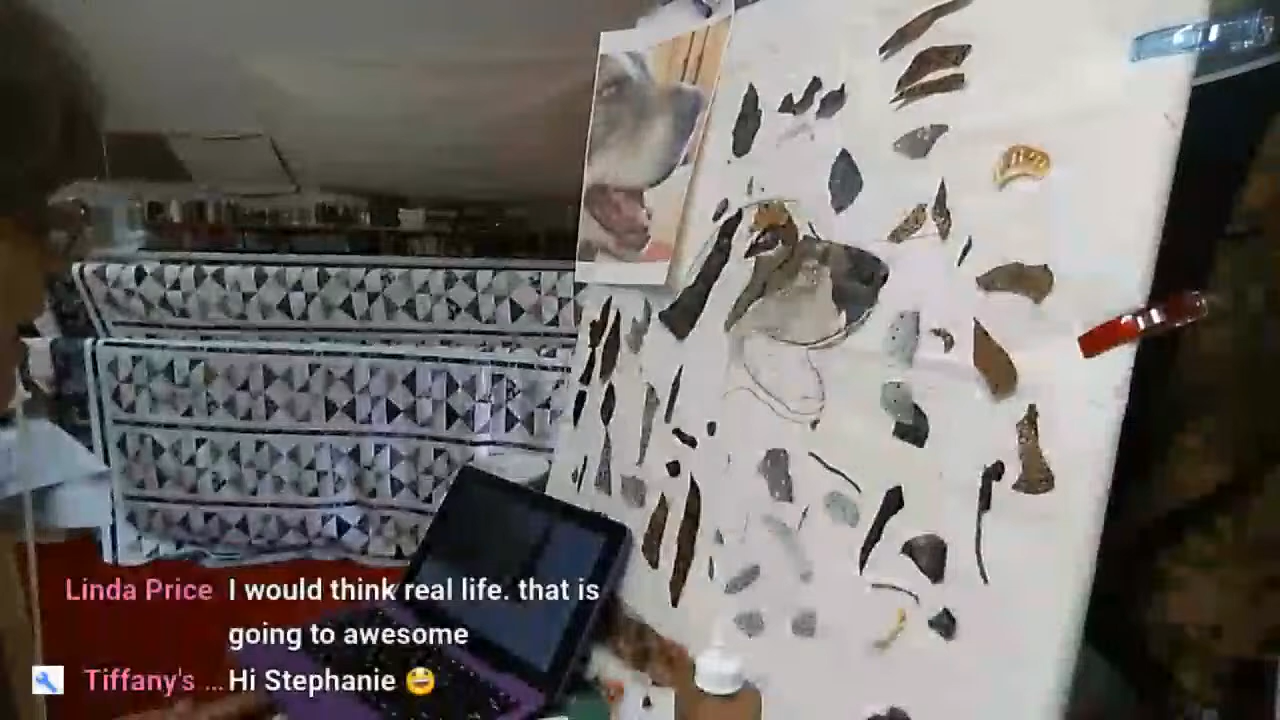 Linda Price I would think real life. that is
going to awesome
Tiffany's ... Hi Stephanie 😄